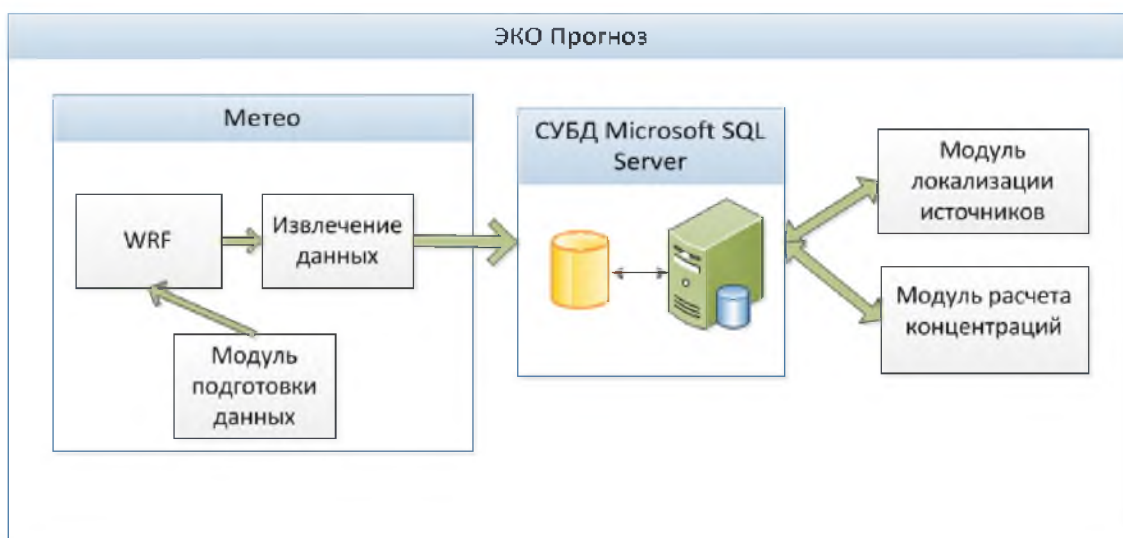 ЭКО Прогноз
Метео
WRF
Извлечение
данных
Модуль
подготовки
данных
СУБД Microsoft SQL
Server
Модуль
локализации
источников
Модуль расчета
концентраций